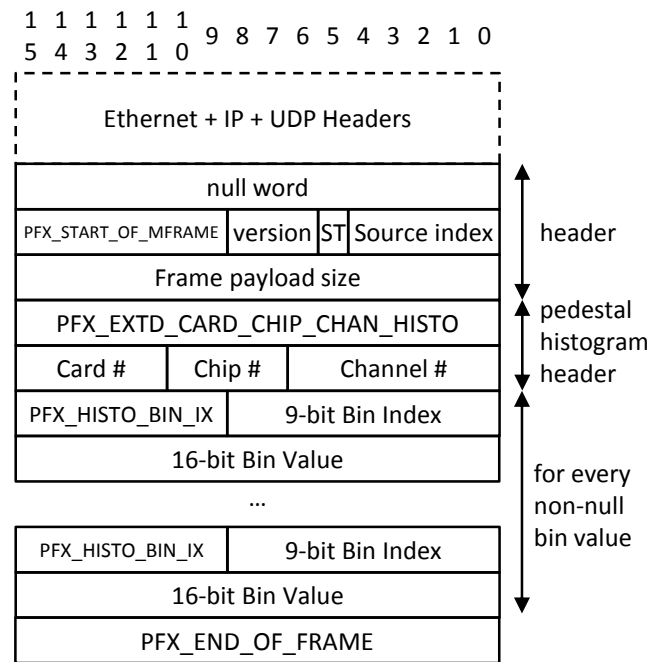 1 1 1 1 1 1 9 8 7 6 5 4 3 2 1 0
5 4 3 2 1 0
Ethernet + IP + UDP Headers
null word
PFX_START_OF_MFRAME version ST Source index
header
Frame payload size
PFX_EXTD_CARD_CHIP_CHAN_HISTO
pedestal
histogram
header
Card # Chip # Channel #
PFX_HISTO_BIN_IX 9-bit Bin Index
16-bit Bin Value
for every
non-null
bin value
...
PFX_HISTO_BIN_IX 9-bit Bin Index
16-bit Bin Value
PFX_END_OF_FRAME